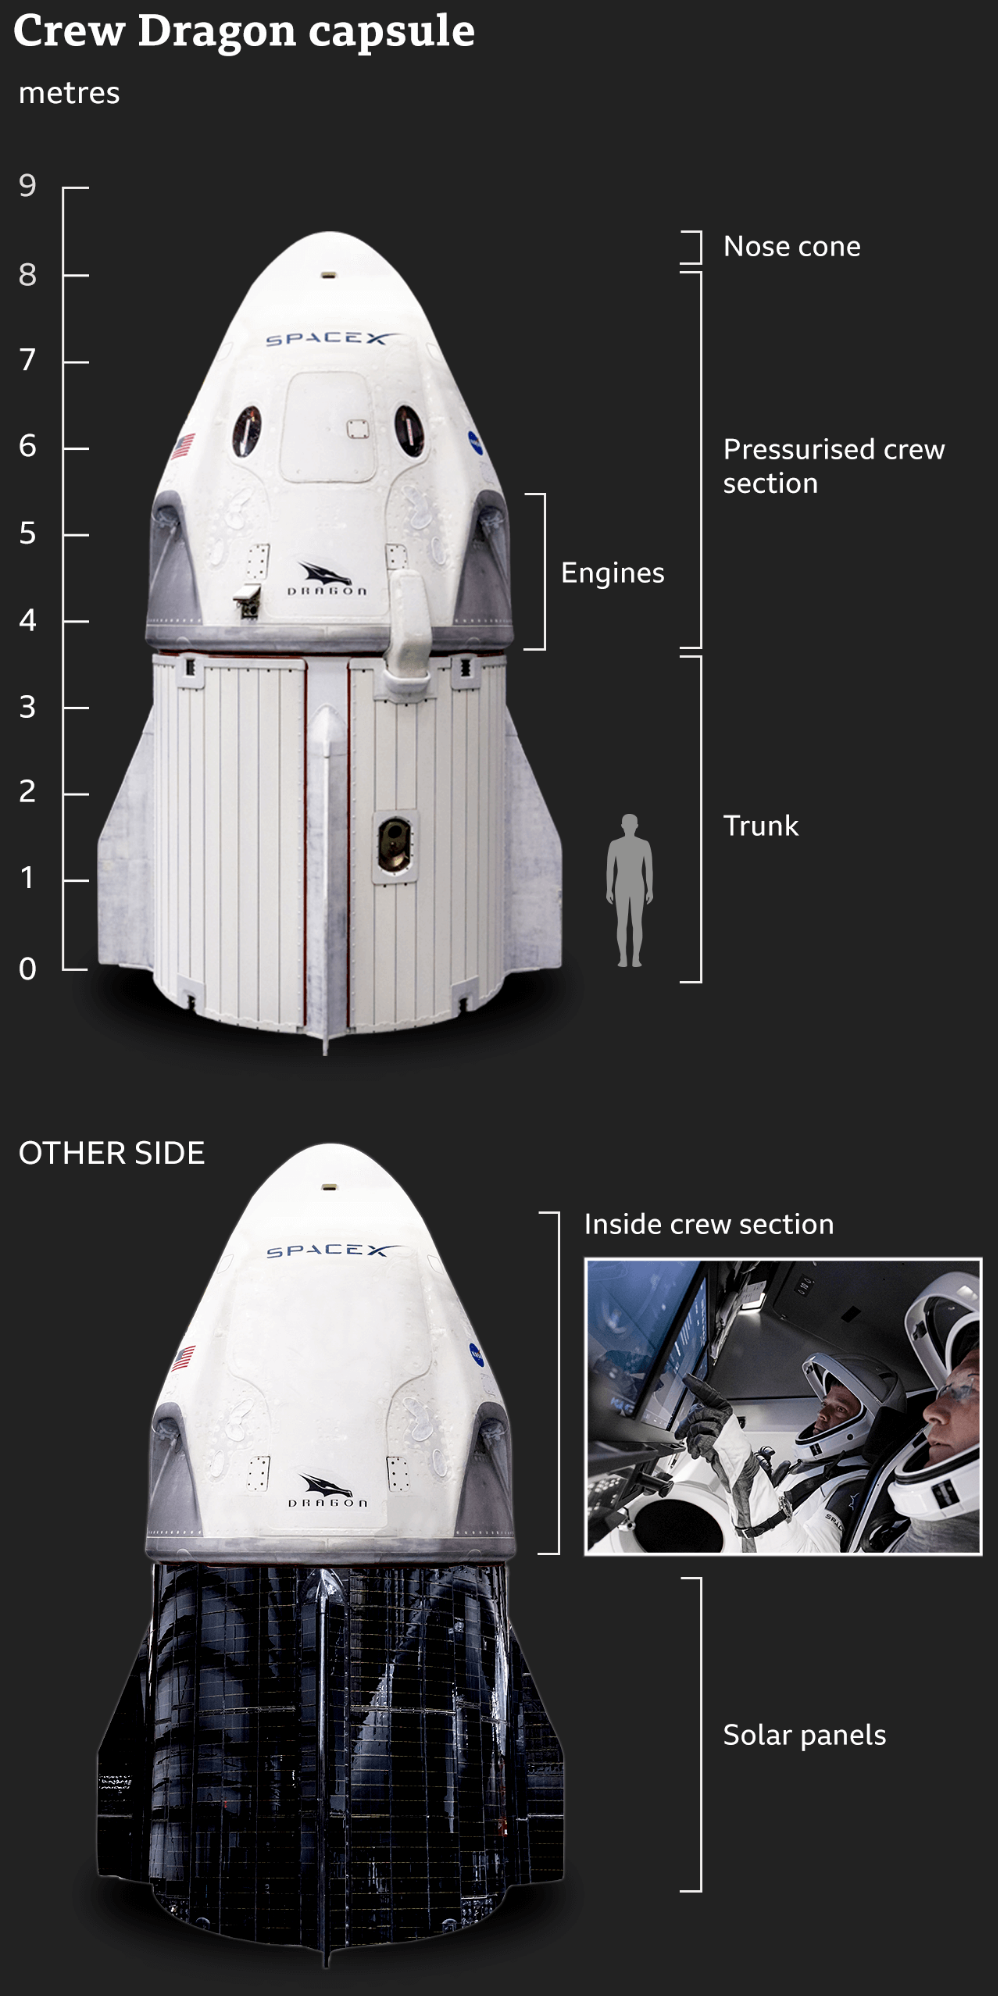 Crew Dragon capsule
metres
9
8
7
6
5
4
3
2
1
0
Nose cone
SPACEX
Pressurised crew
section
Engines
DRAGON
Trunk
OTHER SIDE
Inside crew section
SPACEX
DRAGON
Solar panels